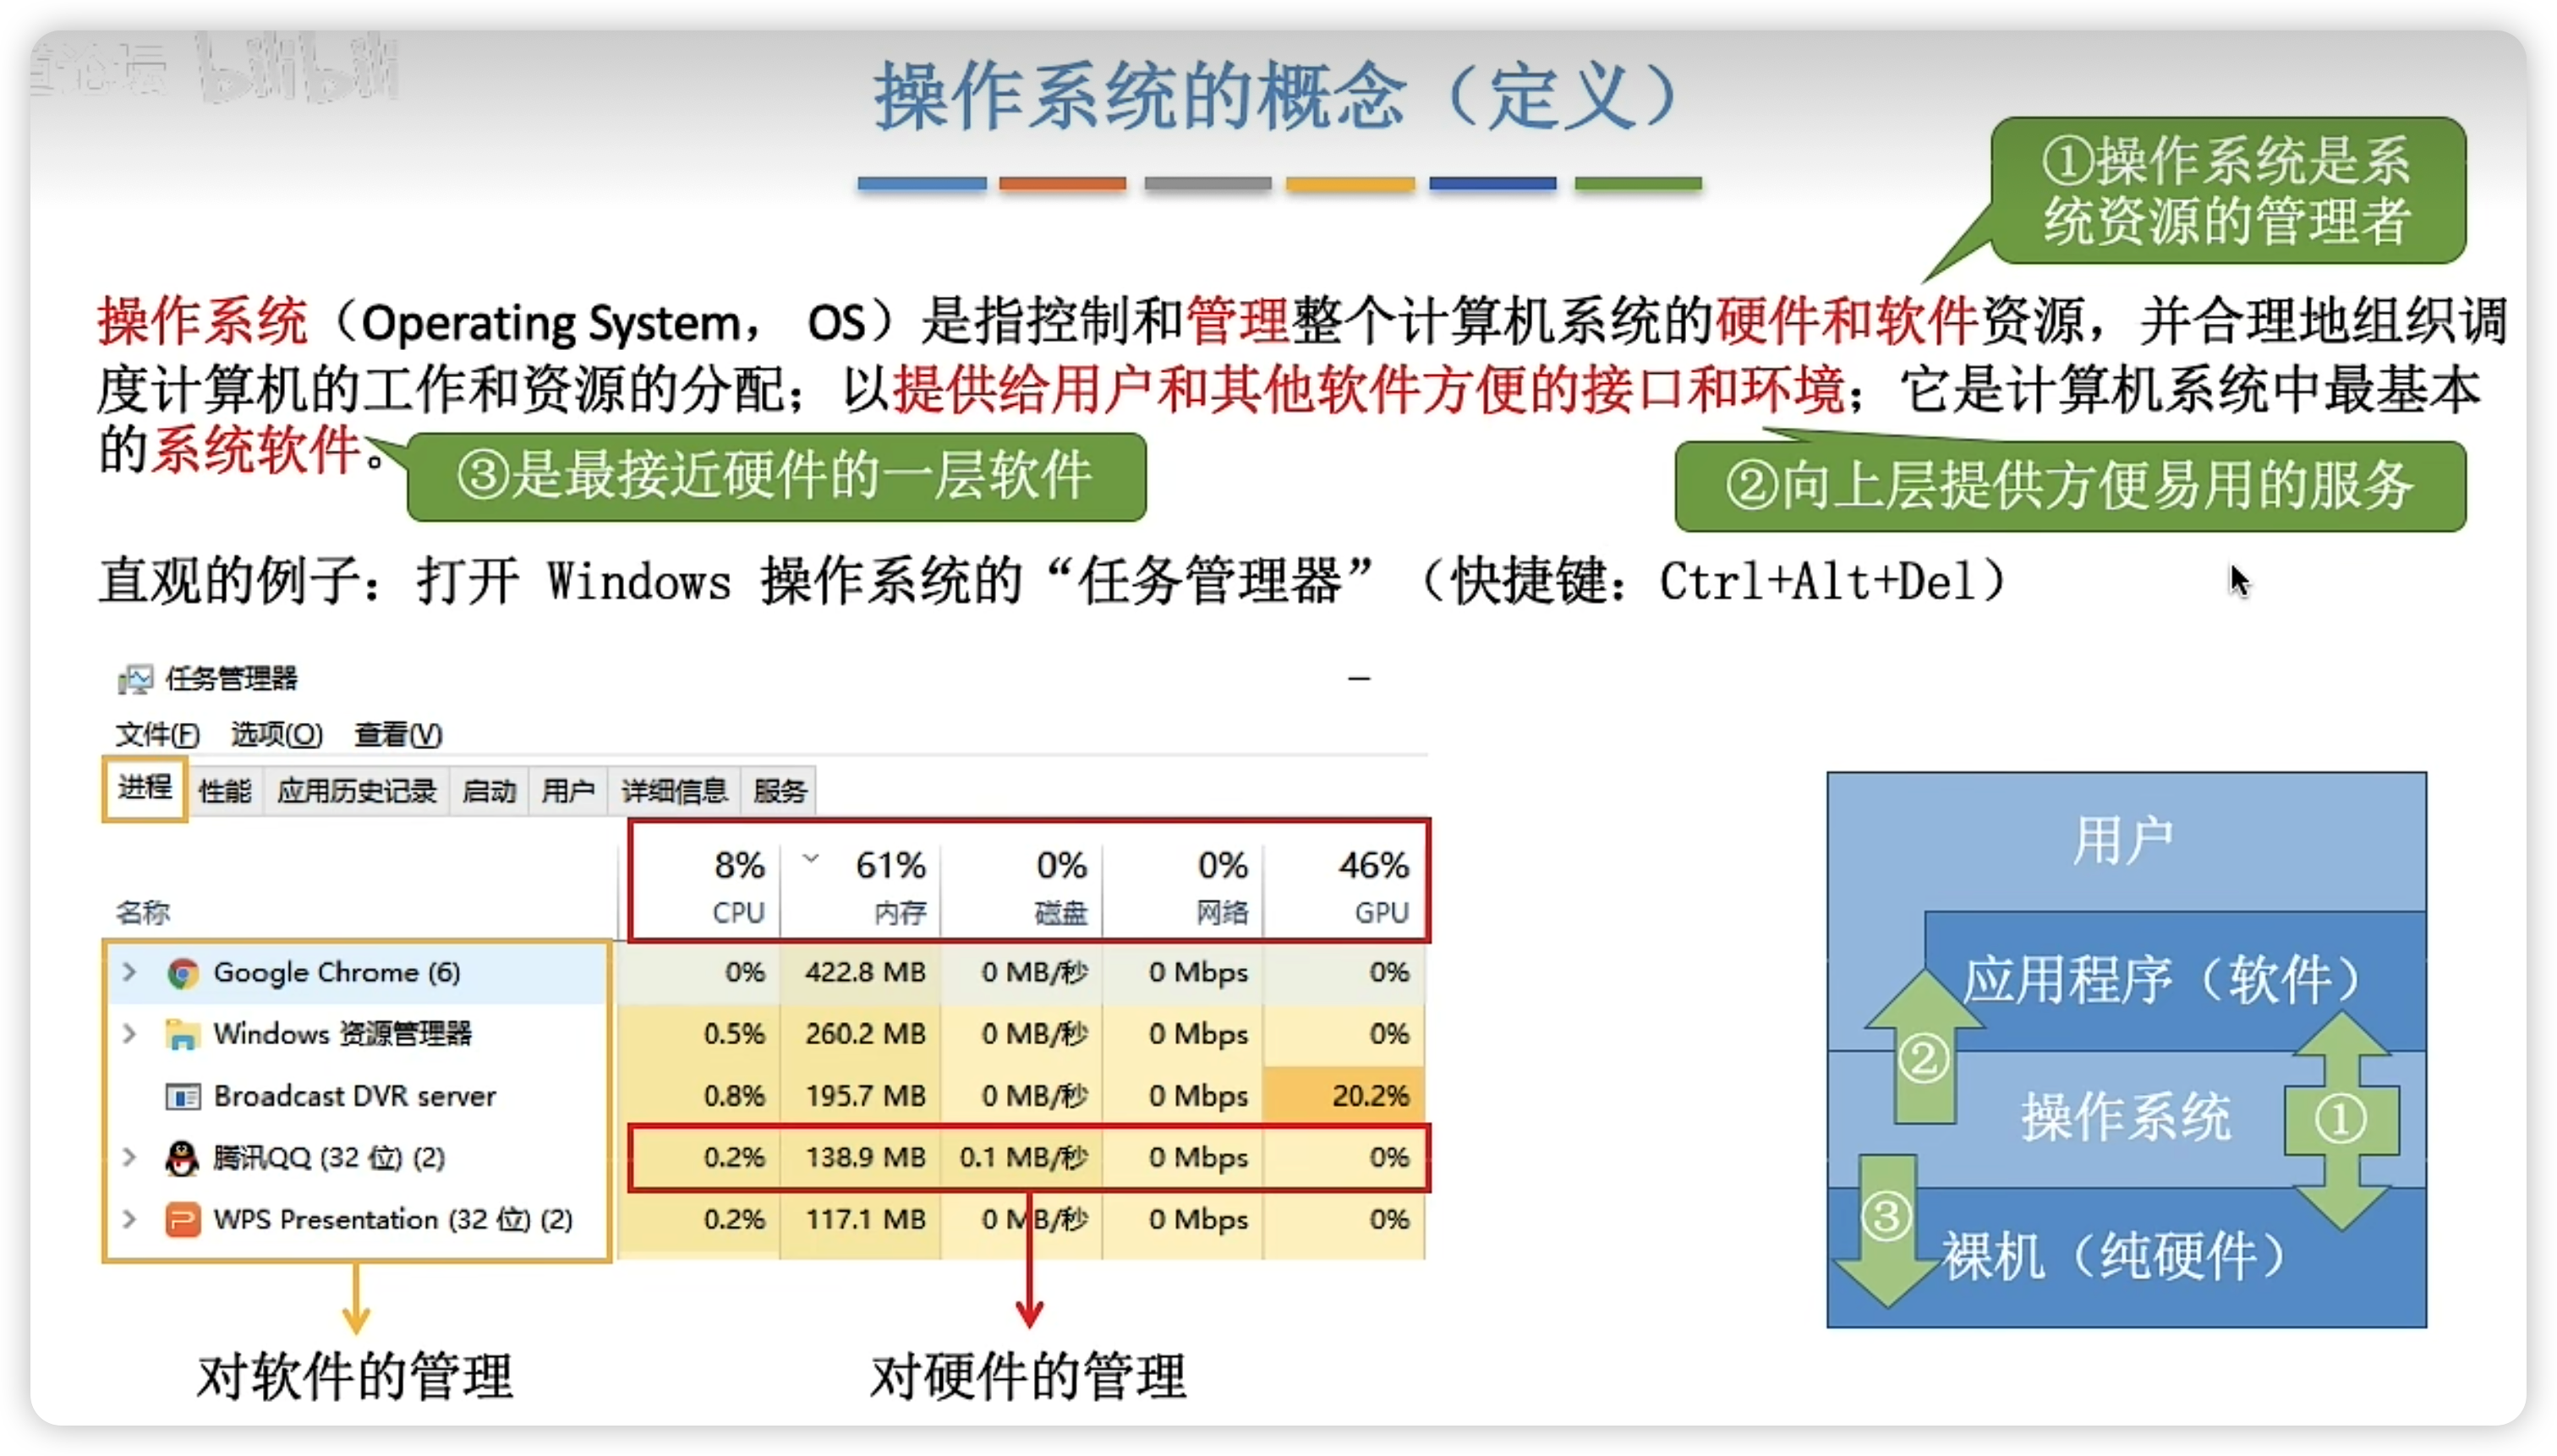 道论坛 bilibili
操作系统的概念（定义）
①操作系统是系
统资源的管理者
操作系统（Operating System， OS）是指控制和管理整个计算机系统的硬件和软件资源，并合理地组织调
度计算机的工作和资源的分配；以提供给用户和其他软件方便的接口和环境；它是计算机系统中最基本
的系统软件。
③是最接近硬件的一层软件
②向上层提供方便易用的服务
直观的例子：打开 Windows 操作系统的“任务管理器”（快捷键：Ctrl+Alt+Del）
任务管理器
文件(F) 选项(O) 查看(V)
进程 性能 应用历史记录 启动 用户 详细信息 服务
8% 61% 0% 0% 46%
名称 CPU 内存 磁盘 网络 GPU
Google Chrome (6) 0% 422.8 MB 0 MB/秒 0 Mbps 0%
Windows 资源管理器 0.5% 260.2 MB 0 MB/秒 0 Mbps 0%
Broadcast DVR server 0.8% 195.7 MB 0 MB/秒 0 Mbps 20.2%
腾讯QQ (32 位) (2) 0.2% 138.9 MB 0.1 MB/秒 0 Mbps 0%
WPS Presentation (32 位) (2) 0.2% 117.1 MB 0 MB/秒 0 Mbps 0%
对软件的管理
对硬件的管理
用户
应用程序（软件）
②
操作系统
①
③
裸机（纯硬件）